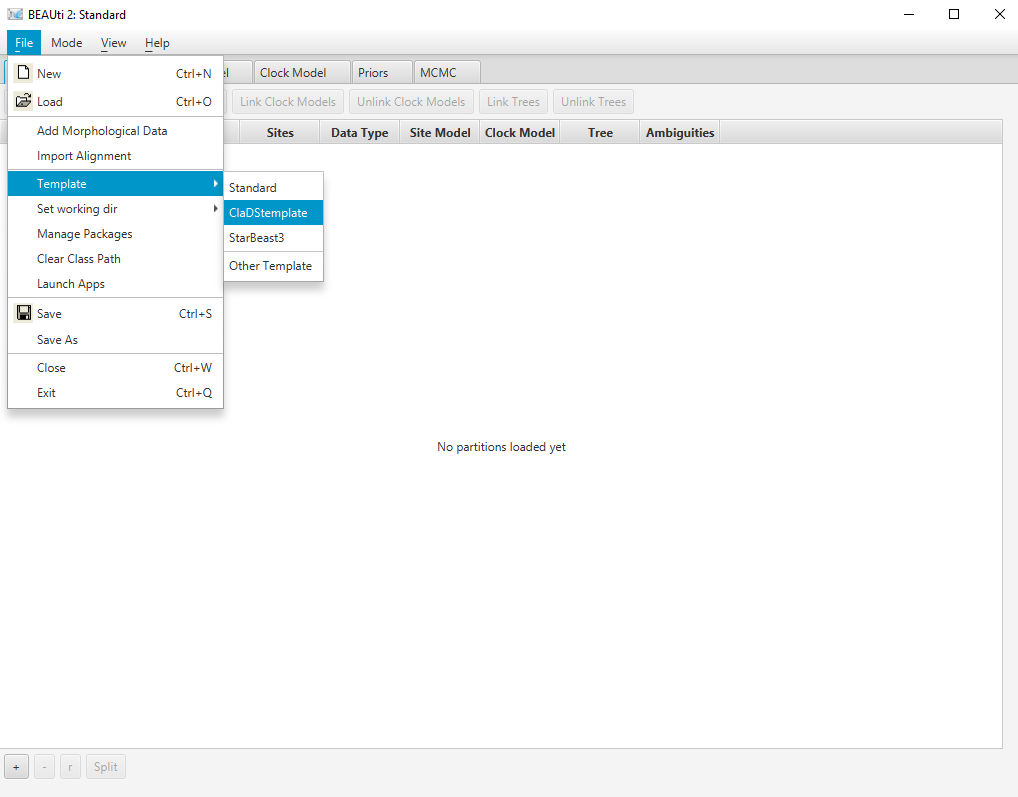 BEAUti 2: Standard
File Mode View Help
Clock Model Priors MCMC
Link Clock Models Unlink Clock Models Link Trees Unlink Trees
Sites Data Type Site Model Clock Model Tree Ambiguities
New Ctrl+N
Load Ctrl+O
Add Morphological Data
Import Alignment
Template
Set working dir
Manage Packages
Clear Class Path
Launch Apps
Save Ctrl+S
Save As
Close Ctrl+W
Exit Ctrl+Q
Standard
ClaDStemplate
StarBeast3
Other Template
No partitions loaded yet
+ - r Split